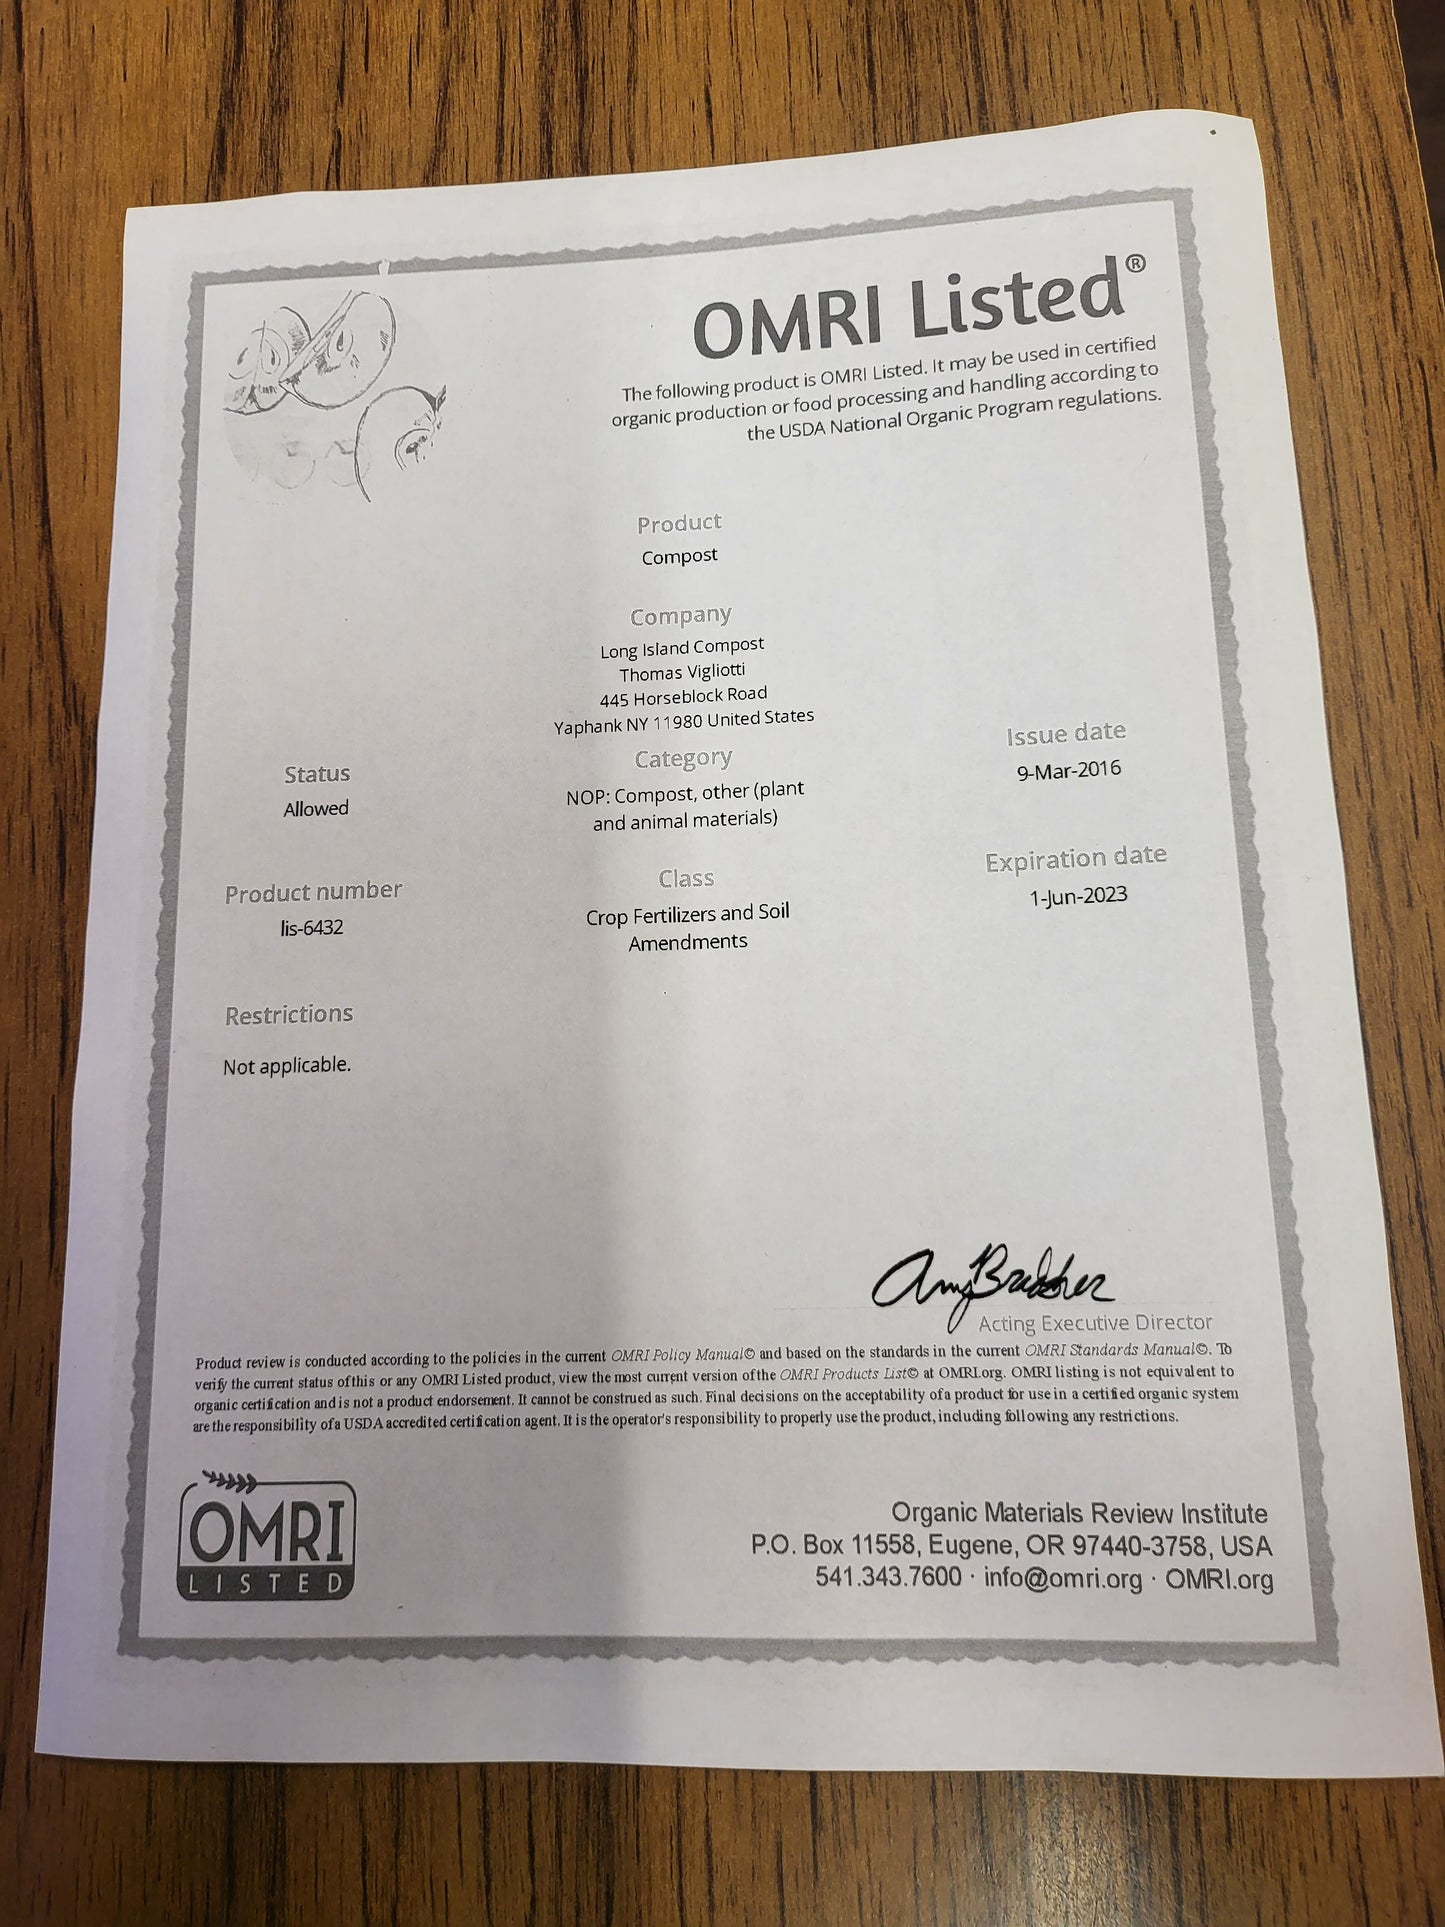 OMRI Listed®
The following product is OMRI Listed. It may be used in certified
organic production or food processing and handling according to
the USDA National Organic Program regulations.
Product
Compost
Company
Long Island Compost
Thomas Vigliotti
445 Horseblock Road
Yaphank NY 11980 United States
Status
Allowed
Category
NOP: Compost, other (plant
and animal materials)
Issue date
9-Mar-2016
Product number
lis-6432
Class
Crop Fertilizers and Soil
Amendments
Expiration date
1-Jun-2023
Restrictions
Not applicable.
Amy Bradsher
Acting Executive Director
Product review is conducted according to the policies in the current OMRI Policy Manual© and based on the standards in the current OMRI Standards Manual©. To
verify the current status of this or any OMRI Listed product, view the most current version of the OMRI Products List© at OMRI.org. OMRI listing is not equivalent to
organic certification and is not a product endorsement. It cannot be construed as such. Final decisions on the acceptability of a product for use in a certified organic system
are the responsibility of a USDA accredited certification agent. It is the operator's responsibility to properly use the product, including following any restrictions.
OMRI
LISTED
Organic Materials Review Institute
P.O. Box 11558, Eugene, OR 97440-3758, USA
541.343.7600 · info@omri.org · OMRI.org